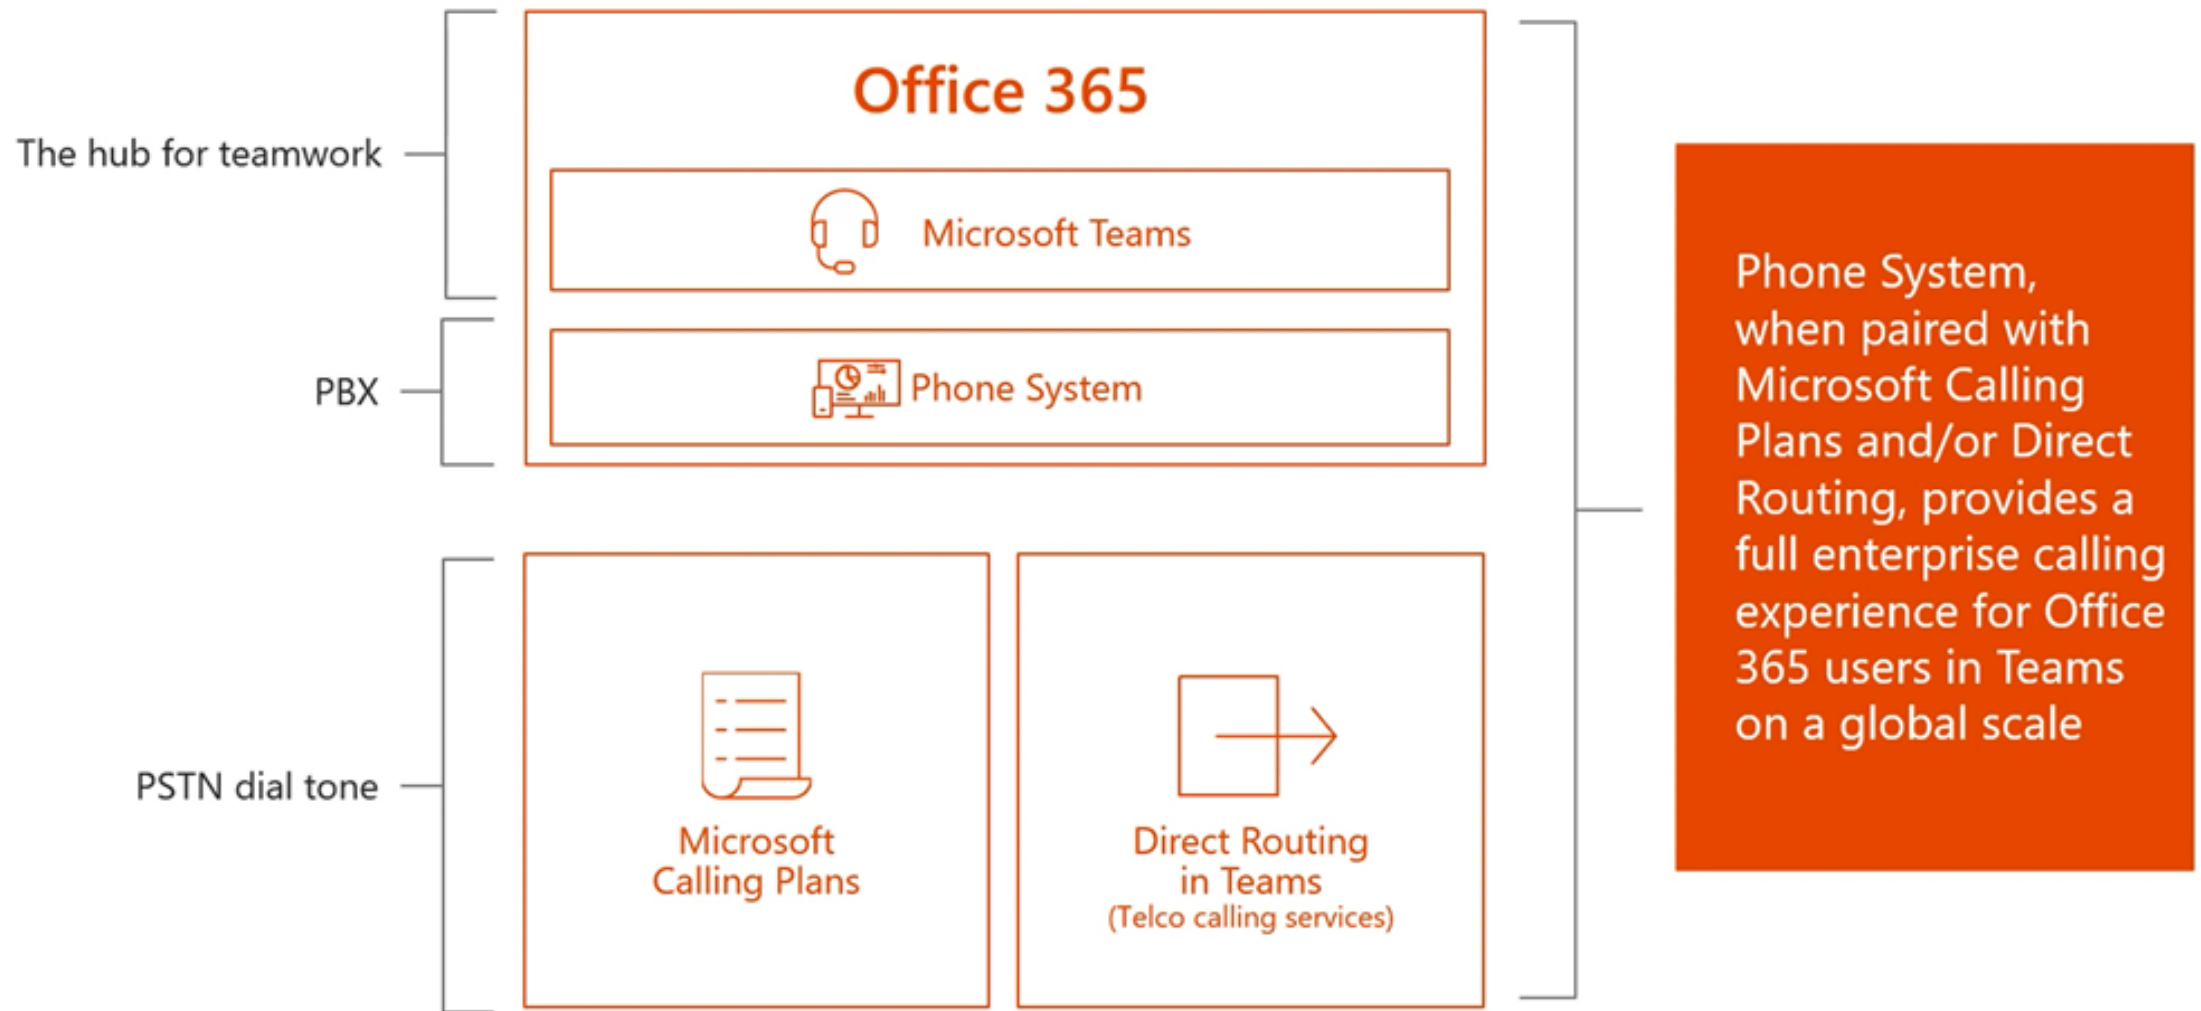 Office 365
The hub for teamwork
Microsoft Teams
PBX
Phone System
PSTN dial tone
Microsoft
Calling Plans
Direct Routing
in Teams
(Telco calling services)
Phone System,
when paired with
Microsoft Calling
Plans and/or Direct
Routing, provides a
full enterprise calling
experience for Office
365 users in Teams
on a global scale